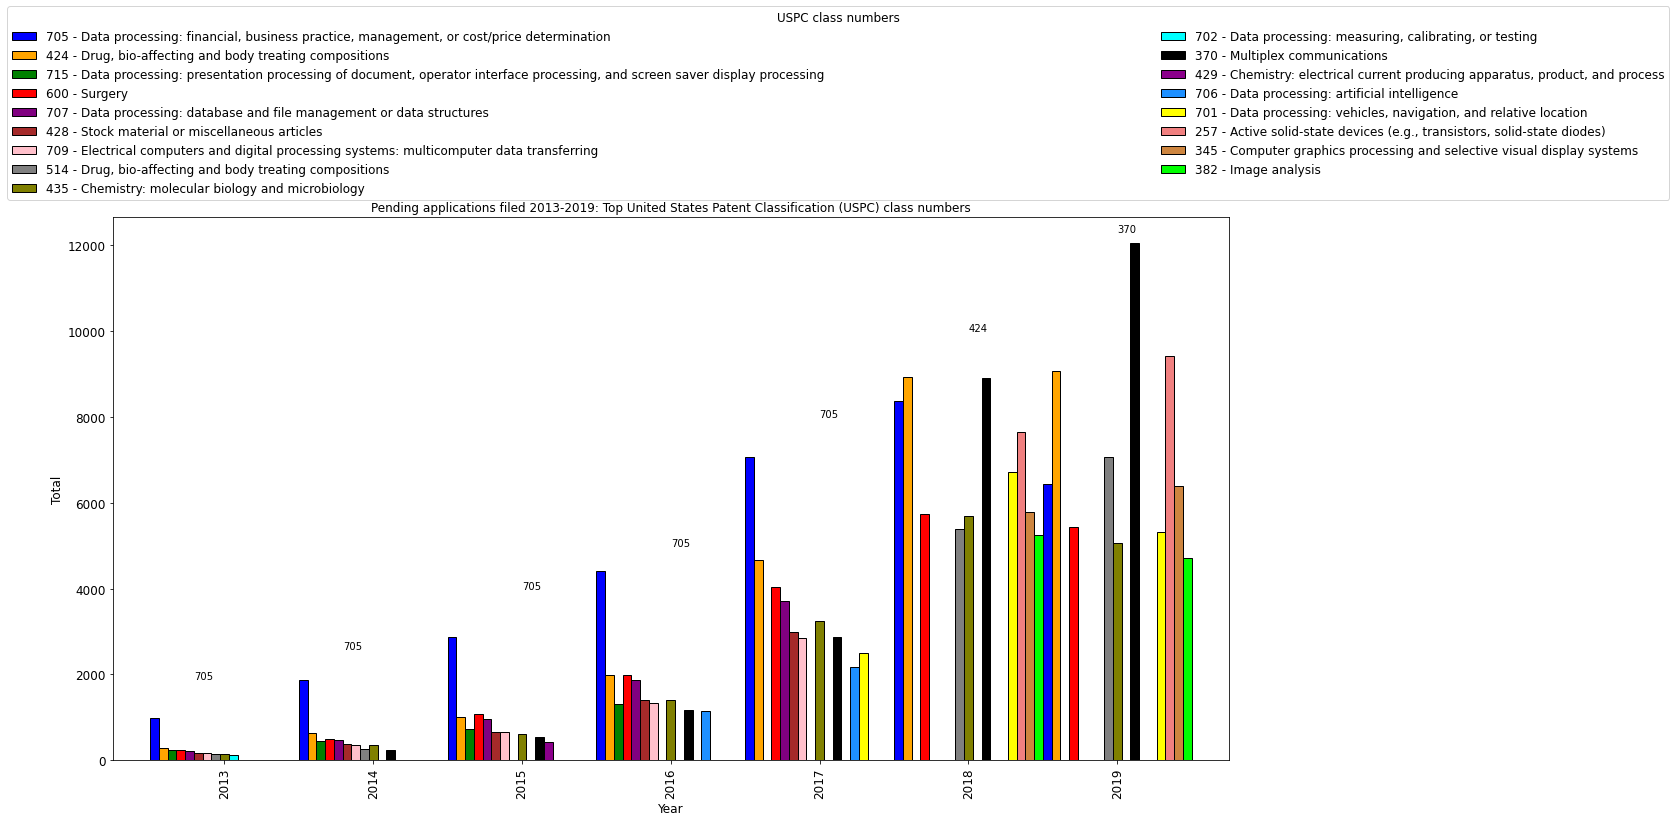 USPC class numbers
705 - Data processing: financial, business practice, management, or cost/price determination
424 - Drug, bio-affecting and body treating compositions
715 - Data processing: presentation processing of document, operator interface processing, and screen saver display processing
600 - Surgery
707 - Data processing: database and file management or data structures
428 - Stock material or miscellaneous articles
709 - Electrical computers and digital processing systems: multicomputer data transferring
514 - Drug, bio-affecting and body treating compositions
435 - Chemistry: molecular biology and microbiology
702 - Data processing: measuring, calibrating, or testing
370 - Multiplex communications
429 - Chemistry: electrical current producing apparatus, product, and process
706 - Data processing: artificial intelligence
701 - Data processing: vehicles, navigation, and relative location
257 - Active solid-state devices (e.g., transistors, solid-state diodes)
345 - Computer graphics processing and selective visual display systems
382 - Image analysis
Pending applications filed 2013-2019: Top United States Patent Classification (USPC) class numbers
Total
12000
10000
8000
6000
4000
2000
0
705
705
705
705
705
424
370
2013
2014
2015
2016
2017
2018
2019
Year